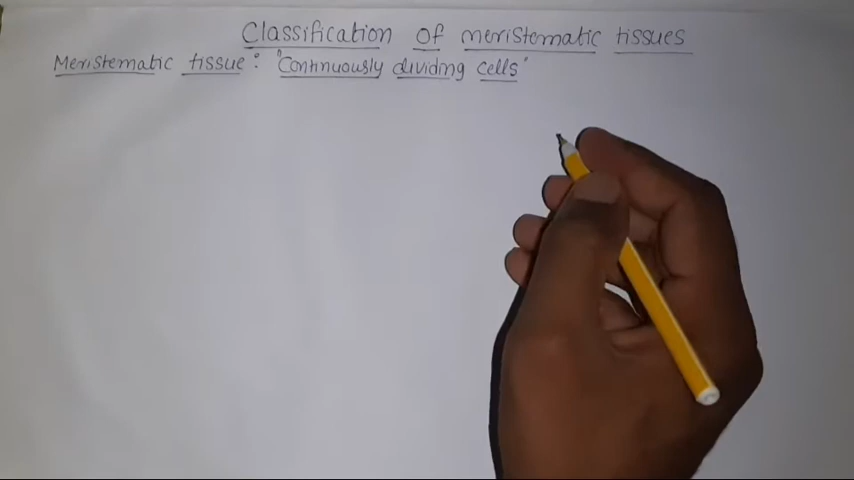 Classification of meristematic tissues
Meristematic tissue : "Continuously dividing cells"